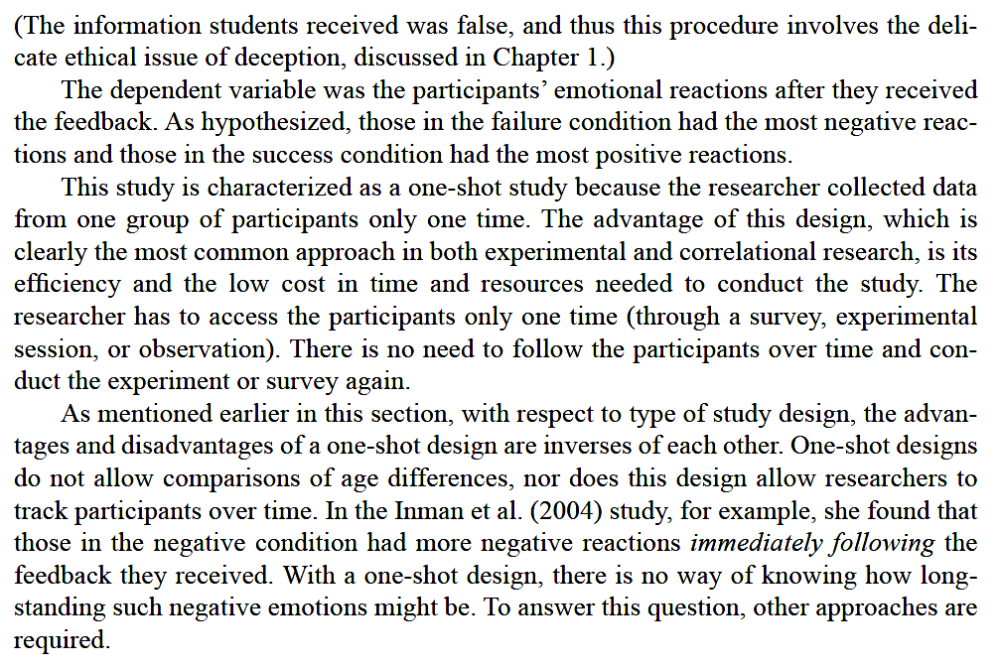 (The information students received was false, and thus this procedure involves the deli-
cate ethical issue of deception, discussed in Chapter 1.)
The dependent variable was the participants’ emotional reactions after they received
the feedback. As hypothesized, those in the failure condition had the most negative reac-
tions and those in the success condition had the most positive reactions.
This study is characterized as a one-shot study because the researcher collected data
from one group of participants only one time. The advantage of this design, which is
clearly the most common approach in both experimental and correlational research, is its
efficiency and the low cost in time and resources needed to conduct the study. The
researcher has to access the participants only one time (through a survey, experimental
session, or observation). There is no need to follow the participants over time and con-
duct the experiment or survey again.
As mentioned earlier in this section, with respect to type of study design, the advan-
tages and disadvantages of a one-shot design are inverses of each other. One-shot designs
do not allow comparisons of age differences, nor does this design allow researchers to
track participants over time. In the Inman et al. (2004) study, for example, she found that
those in the negative condition had more negative reactions immediately following the
feedback they received. With a one-shot design, there is no way of knowing how long-
standing such negative emotions might be. To answer this question, other approaches are
required.